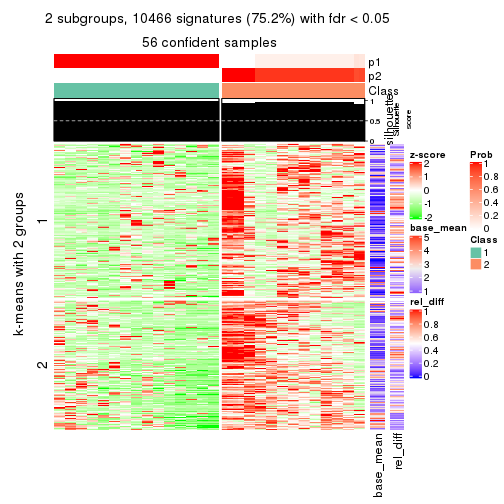 2 subgroups, 10466 signatures (75.2%) with fdr < 0.05
56 confident samples
p1
p2
Class
silhouette
Silhouette
score
1
0.5
0
k-means with 2 groups
1
2
base_mean
rel_diff
z-score
2
1
0
-1
-2
base_mean
5
4
3
2
1
rel_diff
1
0.8
0.6
0.4
0.2
0
Prob
1
0.8
0.6
0.4
0.2
0
Class
1
2